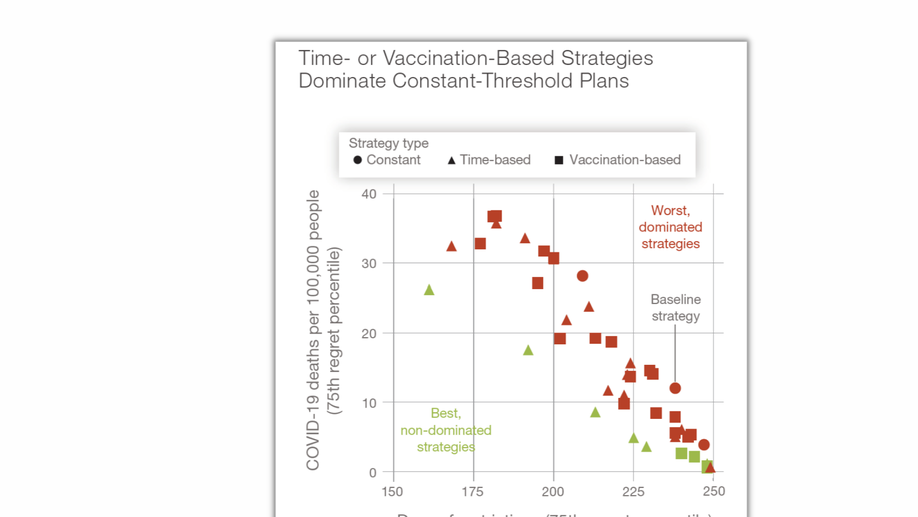 Time- or Vaccination-Based Strategies
Dominate Constant-Threshold Plans
Strategy type
Constant
Time-based
Vaccination-based
COVID-19 deaths per 100,000 people
(75th regret percentile)
40
30
20
10
0
Worst,
dominated
strategies
Baseline
strategy
Best,
non-dominated
strategies
150
175
200
225
250